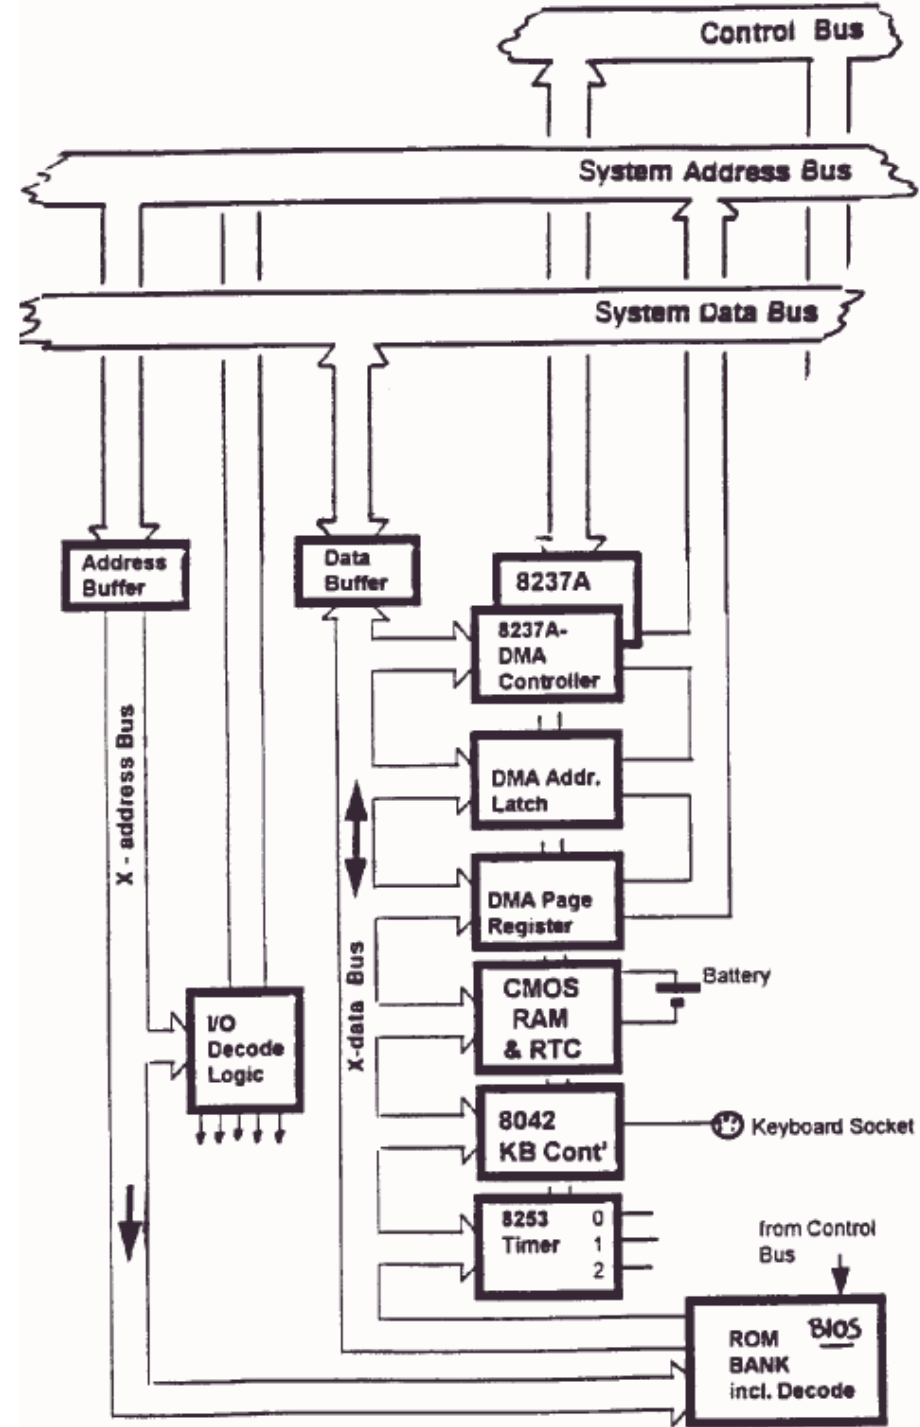 Control Bus
System Address Bus
System Data Bus
Address
Buffer
Data
Buffer
8237A
8237A-
DMA
Controller
X - address Bus
DMA Addr.
Latch
DMA Page
Register
X-data Bus
CMOS
RAM
& RTC
Battery
I/O
Decode
Logic
8042
KB Cont'
Keyboard Socket
8253 0
Timer 1
2
from Control
Bus
ROM BIOS
BANK
incl. Decode